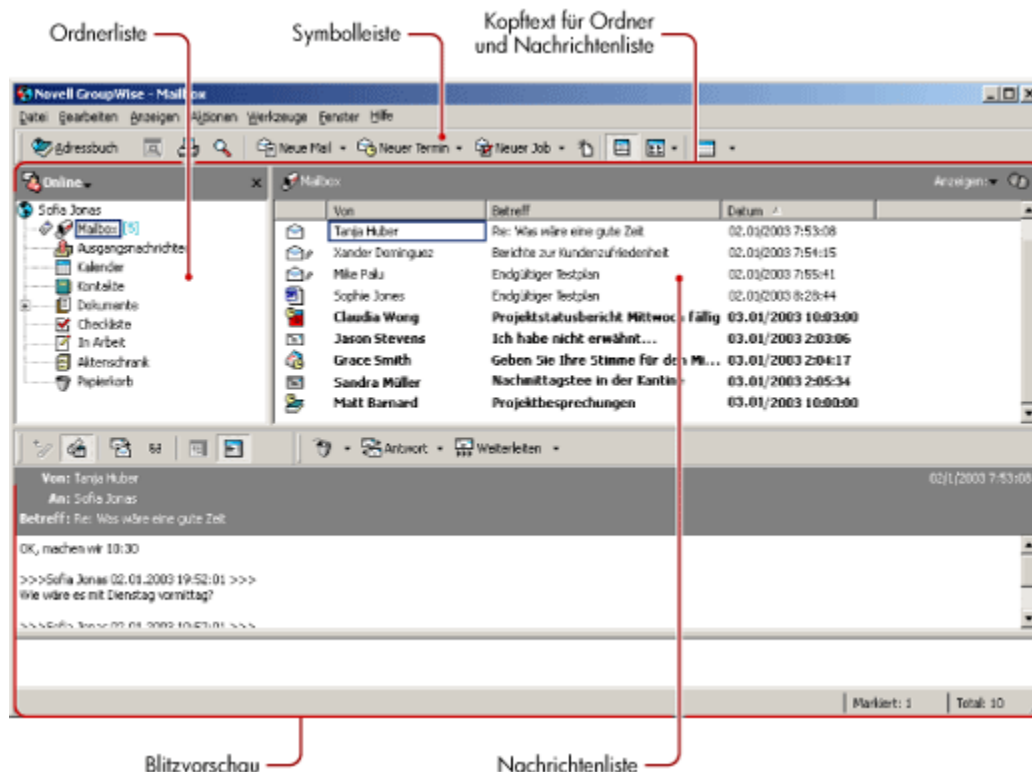 Ordnerliste
Symbolleiste
Kopftext für Ordner
und Nachrichtenliste
Novell GroupWise - Mailbox
Datei Bearbeiten Anzeigen Aktionen Werkzeuge Fenster Hilfe
Adressbuch Neue Mail Neuer Termin Neuer Job
Online
Mailbox
Anzeigen:
Sofia Jonas
Mailbox [5]
Ausgangsnachrichten
Kalender
Kontakte
Dokumente
Checkliste
In Arbeit
Aktenschrank
Papierkorb
Von Betreff Datum
Tanja Huber Re: Was wäre eine gute Zeit 02.01/2003 7:53:08
Xander Dominguez Berichte zur Kundenzufriedenheit 02.01/2003 7:54:15
Mike Palu Endgültiger Testplan 02.01/2003 7:55:41
Sophie Jones Endgültiger Testplan 02.01/2003 8:28:44
Claudia Wong Projektstatusbericht Mittwoch fällig 03.01/2003 10:03:00
Jason Stevens Ich habe nicht erwähnt... 03.01/2003 2:03:06
Grace Smith Geben Sie Ihre Stimme für den Mi... 03.01/2003 2:04:17
Sandra Müller Nachmittagstee in der Kantine 03.01/2003 2:05:34
Matt Barnard Projektbesprechungen 03.01/2003 10:00:00
Antwort Weiterleiten
Von: Tanja Huber 02/1/2003 7:53:08
An: Sofia Jonas
Betreff: Re: Was wäre eine gute Zeit
OK, machen wir 10:30
>>>Sofia Jonas 02.01.2003 19:52:01 >>>
Wie wäre es mit Dienstag vormittag?
>>>Sofia Jonas 02.01.2003 19:52:01 >>>
Markiert: 1 Total: 10
Blitzvorschau
Nachrichtenliste